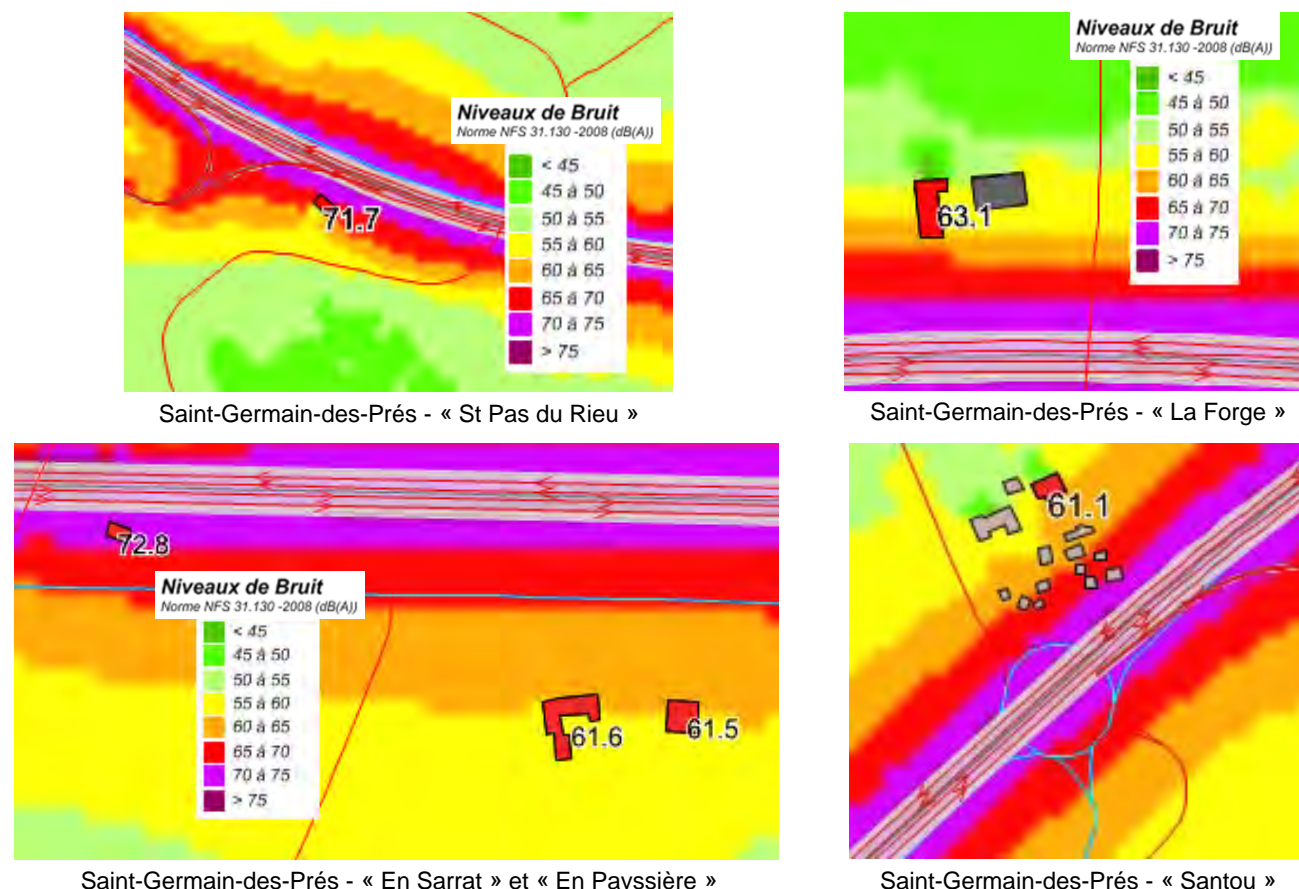 Niveaux de Bruit
Norme NFS 31.130 -2008 (dB(A))
< 45
45 à 50
50 à 55
55 à 60
60 à 65
65 à 70
70 à 75
> 75
71.7
Saint-Germain-des-Prés - « St Pas du Rieu »
Niveaux de Bruit
Norme NFS 31.130 -2008 (dB(A))
< 45
45 à 50
50 à 55
55 à 60
60 à 65
65 à 70
70 à 75
> 75
63.1
Saint-Germain-des-Prés - « La Forge »
72.8
Niveaux de Bruit
Norme NFS 31.130 -2008 (dB(A))
< 45
45 à 50
50 à 55
55 à 60
60 à 65
65 à 70
70 à 75
> 75
61.6
61.5
Saint-Germain-des-Prés - « En Sarrat » et « En Payssière »
61.1
Saint-Germain-des-Prés - « Santou »